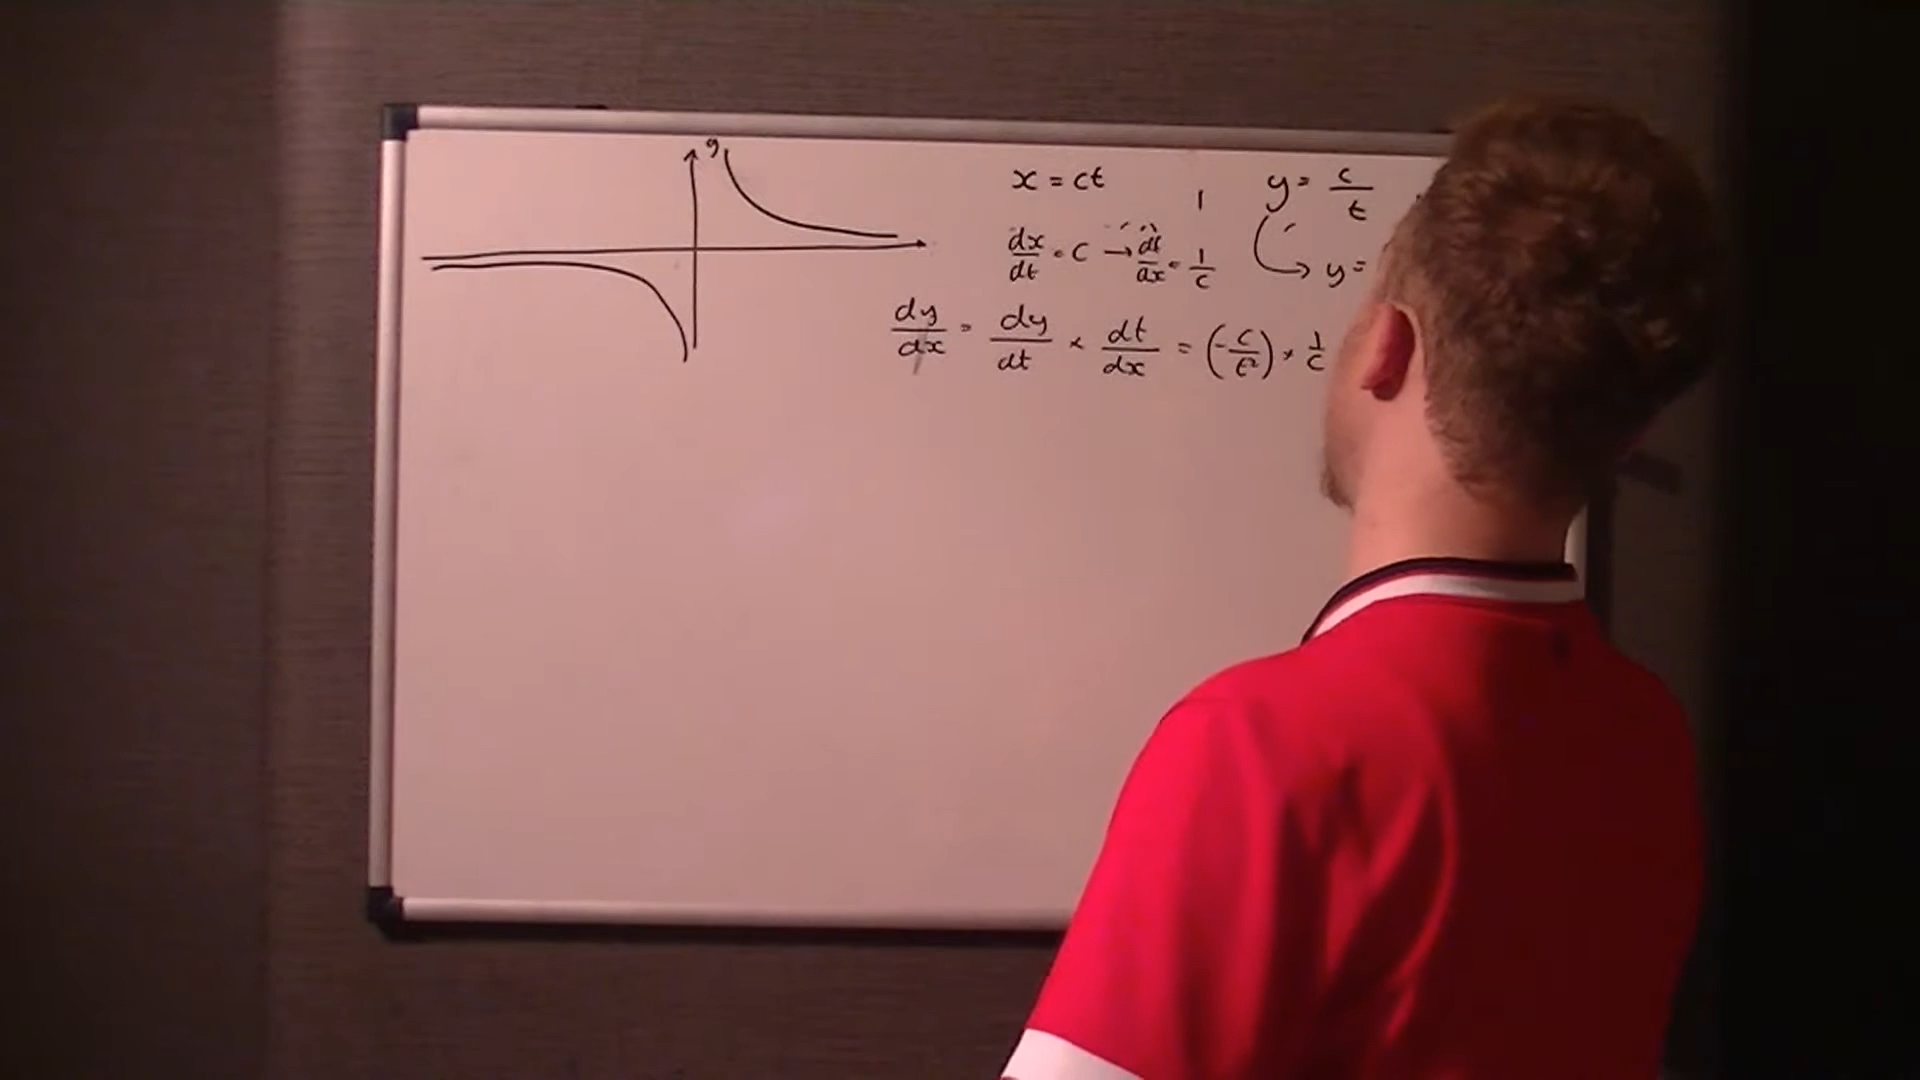 y
x = ct
y = c/t
dx/dt = c → dt/dx = 1/c
y =
dy/dx = dy/dt × dt/dx = (-c/t²) × 1/c